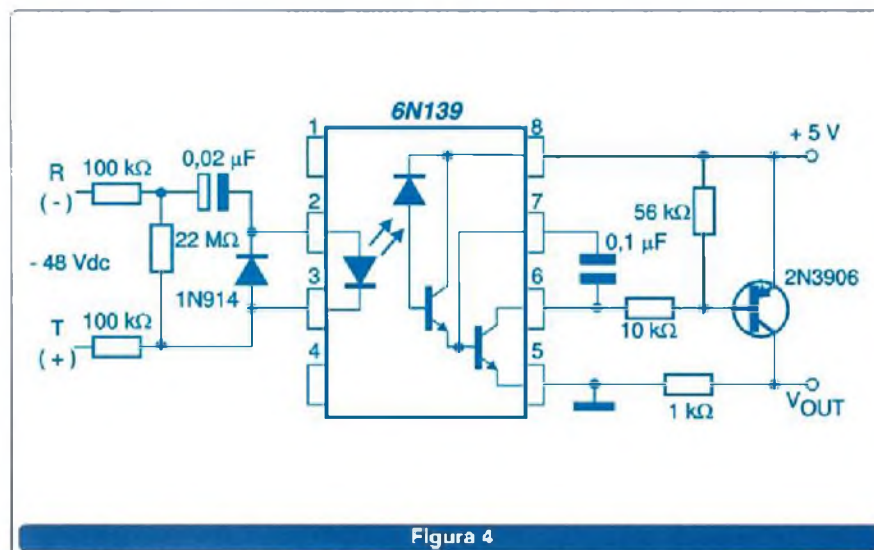 6N139
1
8
+ 5 V
R
(-)
100 kΩ
0,02 µF
2
7
56 kΩ
- 48 Vdc
22 MΩ
0,1 µF
3
6
2N3906
1N914
T
(+)
100 kΩ
10 kΩ
4
5
1 kΩ
VOUT
Figura 4